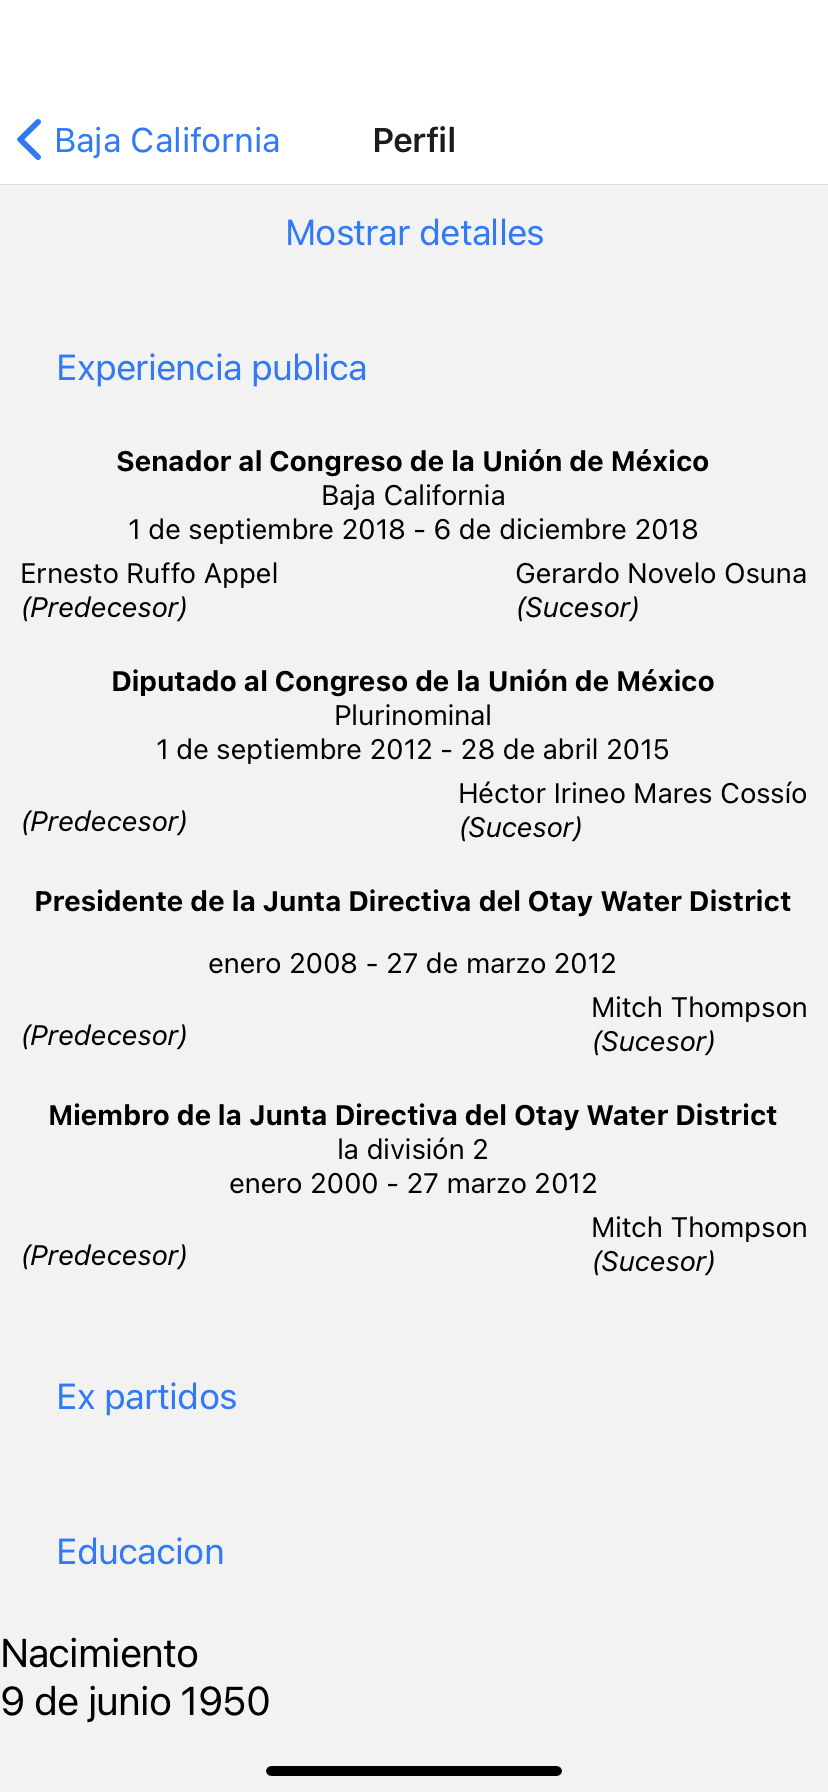 Baja California
Perfil
Mostrar detalles
Experiencia publica
Senador al Congreso de la Unión de México
Baja California
1 de septiembre 2018 - 6 de diciembre 2018
Ernesto Ruffo Appel
(Predecesor)
Gerardo Novelo Osuna
(Sucesor)
Diputado al Congreso de la Unión de México
Plurinominal
1 de septiembre 2012 - 28 de abril 2015
(Predecesor)
Héctor Irineo Mares Cossío
(Sucesor)
Presidente de la Junta Directiva del Otay Water District
enero 2008 - 27 de marzo 2012
(Predecesor)
Mitch Thompson
(Sucesor)
Miembro de la Junta Directiva del Otay Water District
la división 2
enero 2000 - 27 marzo 2012
(Predecesor)
Mitch Thompson
(Sucesor)
Ex partidos
Educacion
Nacimiento
9 de junio 1950